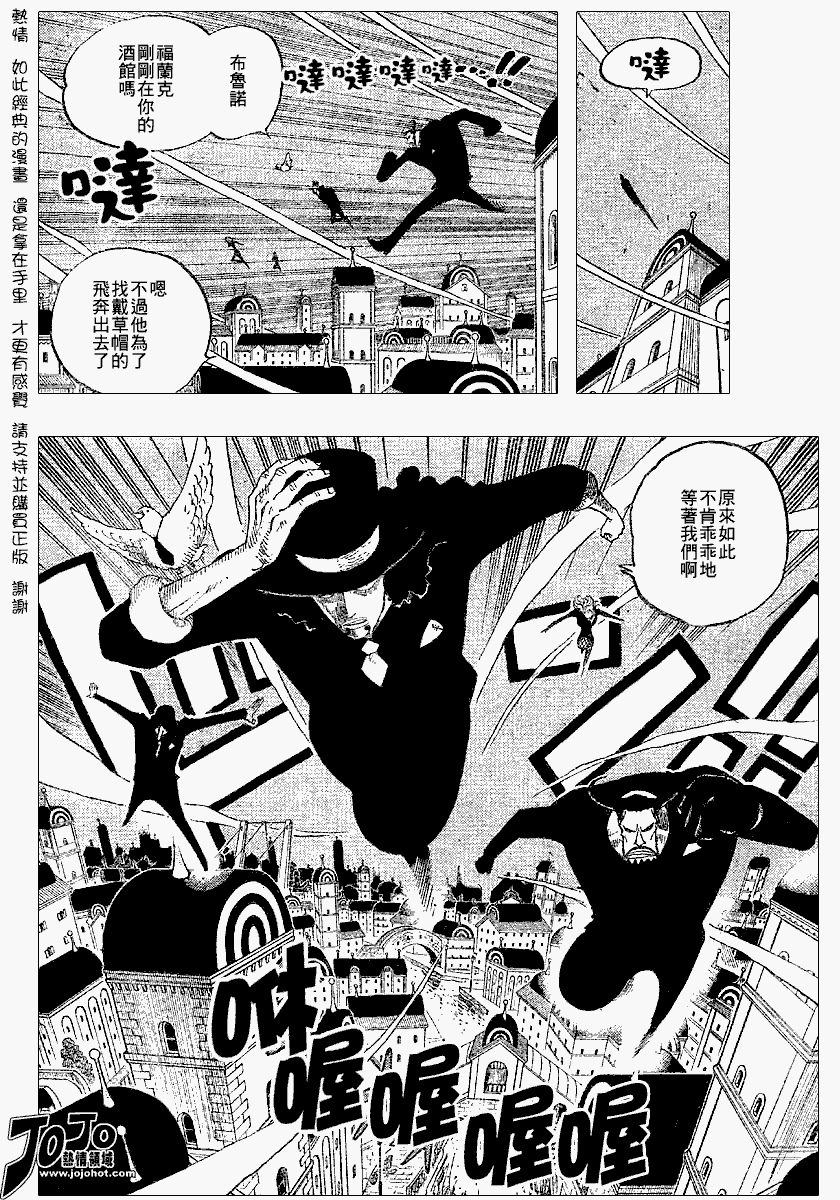 噠
噠噠噠噠…!!
布魯諾
福蘭克
剛剛在你的
酒館嗎
噠
嗯
不過他為了
找戴草帽的
飛奔出去了
原來如此
不肯乖乖地
等著我們啊
咻喔喔喔喔
熱情 如此經典的漫畫 還是拿在手里 才更有感覺 請支持並購買正版 謝謝
JOJO
熱情領域
www.jojohot.com